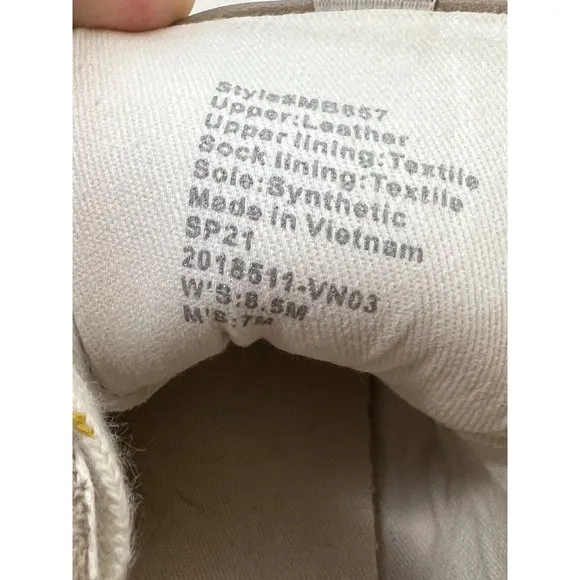 Style#MB857
Upper:Leather
Upper lining:Textile
Sock lining:Textile
Sole:Synthetic
Made in Vietnam
SP21
2018511-VN03
W'S:8.5M
M'S:7M